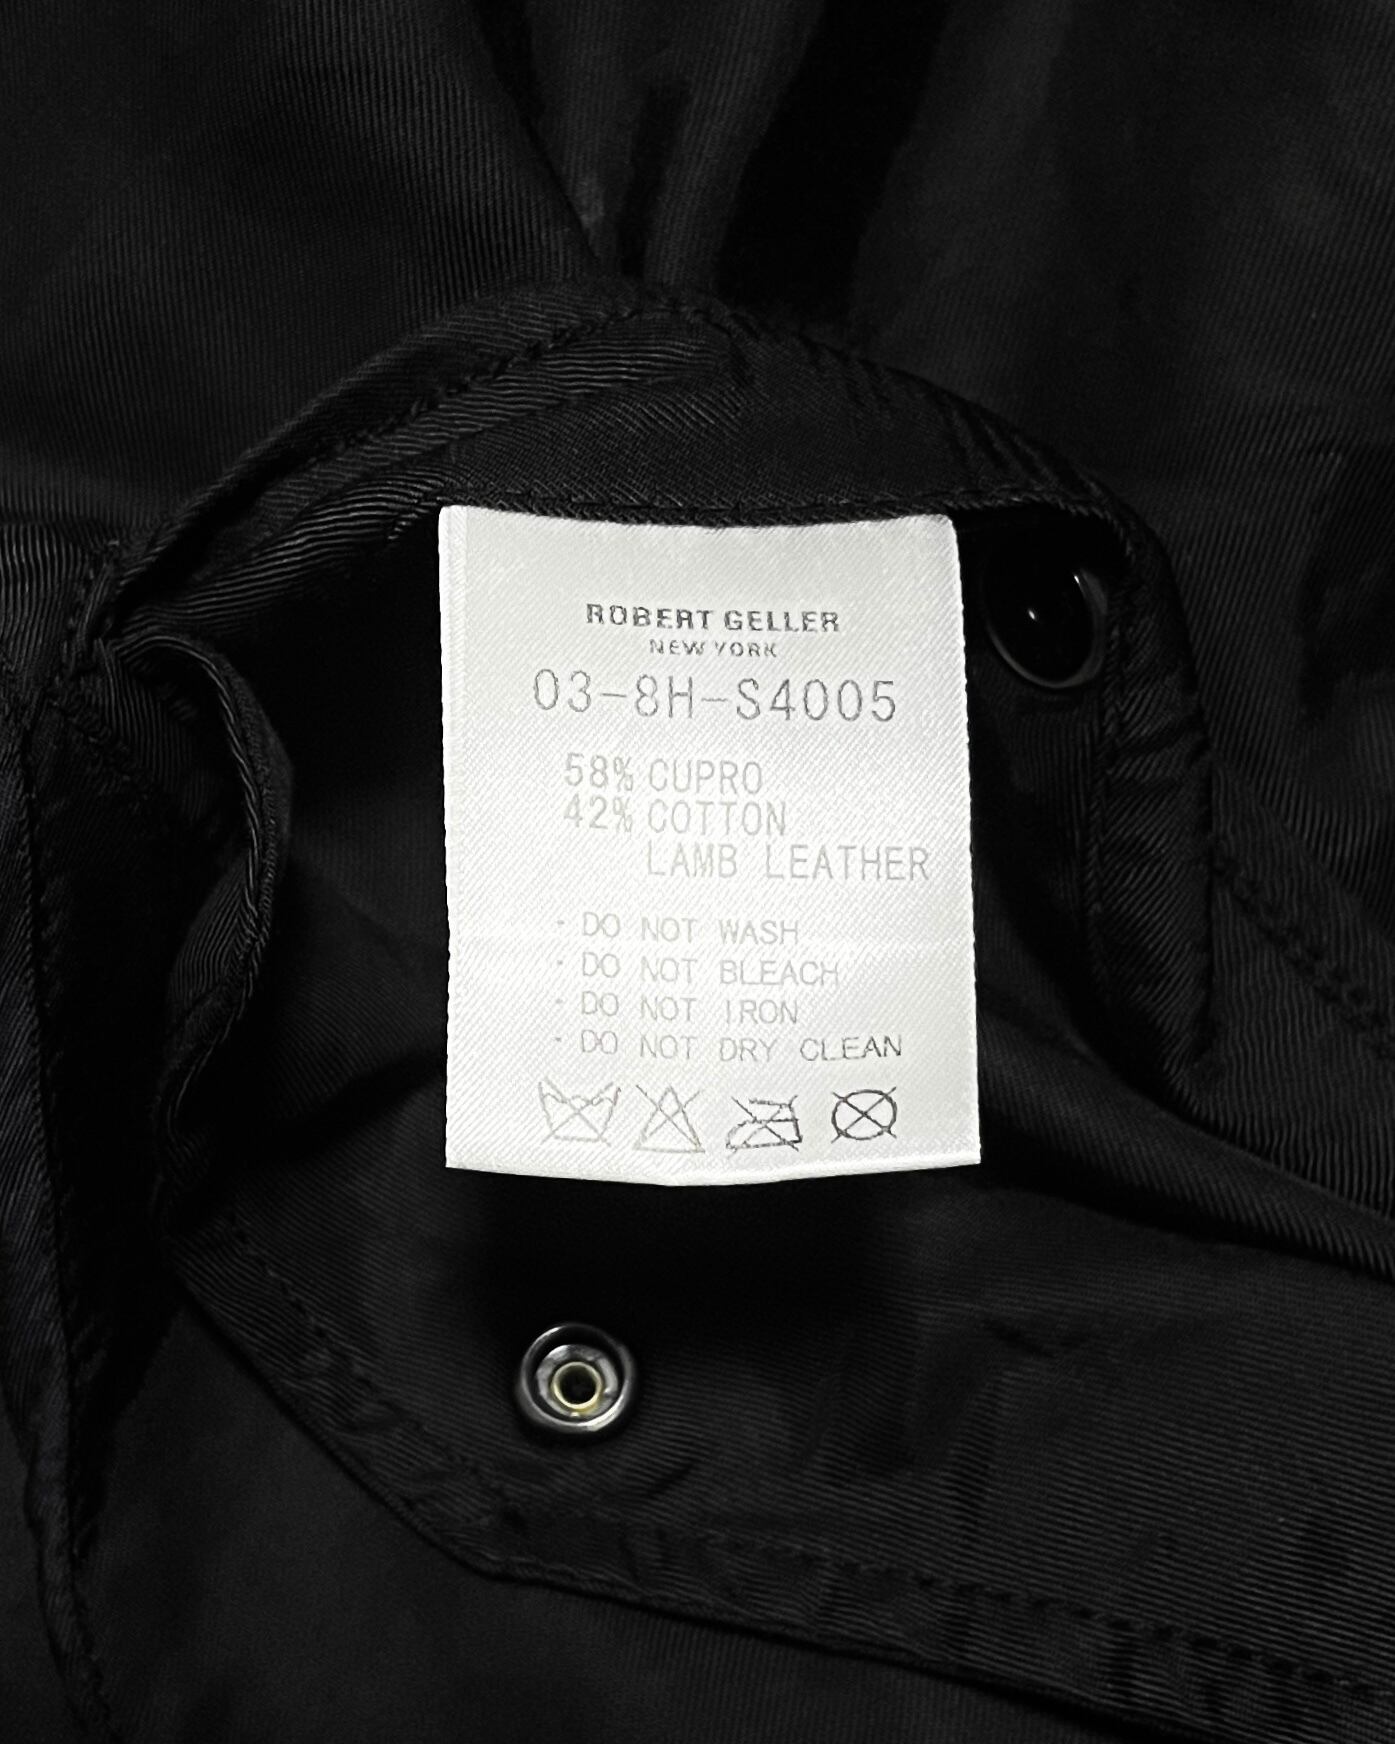 ROBERT GELLER
NEW YORK
03-8H-S4005
58% CUPRO
42% COTTON
LAMB LEATHER
- DO NOT WASH
- DO NOT BLEACH
- DO NOT IRON
- DO NOT DRY CLEAN